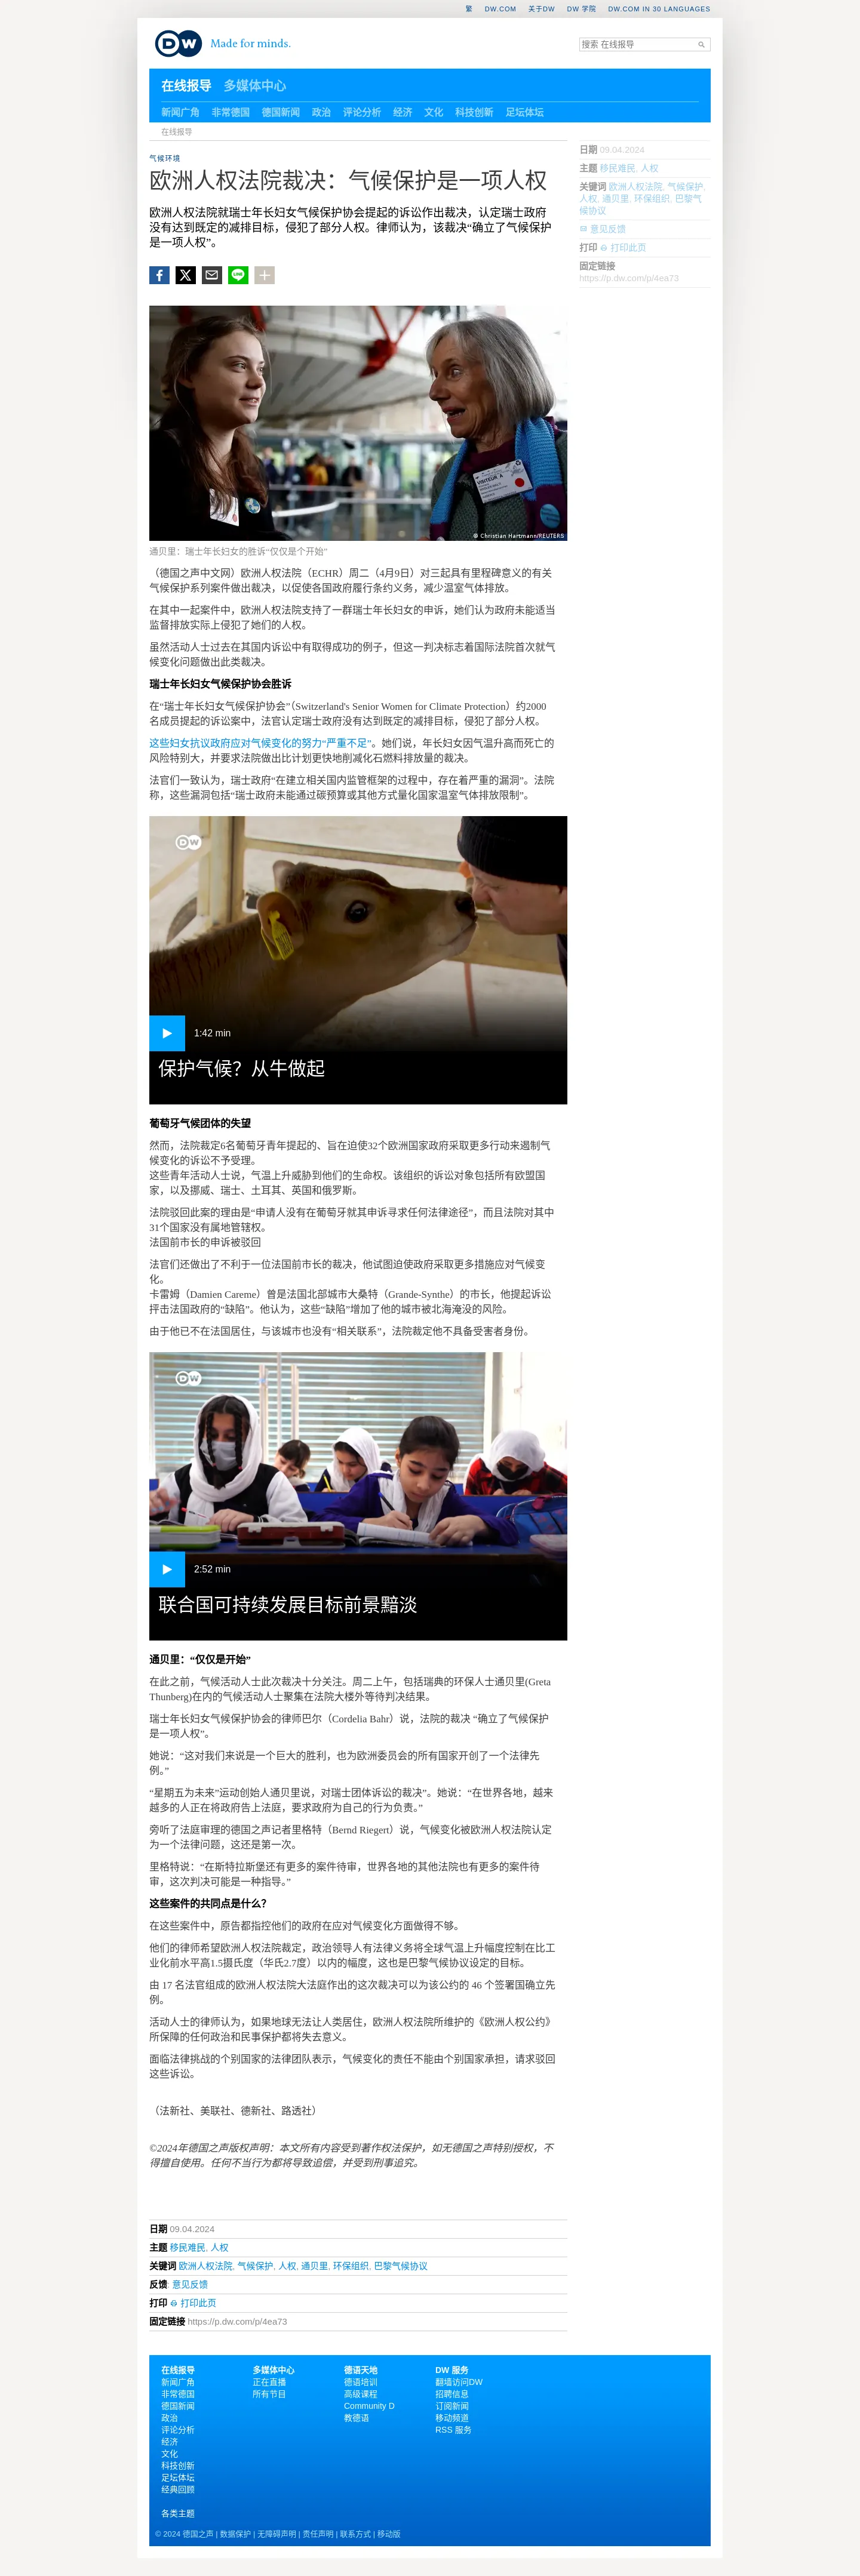 繁 DW.COM 关于DW DW 学院 DW.COM IN 30 LANGUAGES
DW Made for minds.
搜索 在线报导
在线报导 多媒体中心
新闻广角 非常德国 德国新闻 政治 评论分析 经济 文化 科技创新 足坛体坛
在线报导
气候环境
欧洲人权法院裁决：气候保护是一项人权
欧洲人权法院就瑞士年长妇女气候保护协会提起的诉讼作出裁决，认定瑞士政府
没有达到既定的减排目标，侵犯了部分人权。律师认为，该裁决“确立了气候保护
是一项人权”。
日期 09.04.2024
主题 移民难民, 人权
关键词 欧洲人权法院, 气候保护,
人权, 通贝里, 环保组织, 巴黎气
候协议
意见反馈
打印 打印此页
固定链接
https://p.dw.com/p/4ea73
VISITEUR A
© Christian Hartmann/REUTERS
通贝里：瑞士年长妇女的胜诉“仅仅是个开始”
（德国之声中文网）欧洲人权法院（ECHR）周二（4月9日）对三起具有里程碑意义的有关
气候保护系列案件做出裁决，以促使各国政府履行条约义务，减少温室气体排放。
在其中一起案件中，欧洲人权法院支持了一群瑞士年长妇女的申诉，她们认为政府未能适当
监督排放实际上侵犯了她们的人权。
虽然活动人士过去在其国内诉讼中有取得成功的例子，但这一判决标志着国际法院首次就气
候变化问题做出此类裁决。
瑞士年长妇女气候保护协会胜诉
在“瑞士年长妇女气候保护协会”（Switzerland's Senior Women for Climate Protection）约2000
名成员提起的诉讼案中，法官认定瑞士政府没有达到既定的减排目标，侵犯了部分人权。
这些妇女抗议政府应对气候变化的努力“严重不足”。她们说，年长妇女因气温升高而死亡的
风险特别大，并要求法院做出比计划更快地削减化石燃料排放量的裁决。
法官们一致认为，瑞士政府“在建立相关国内监管框架的过程中，存在着严重的漏洞”。法院
称，这些漏洞包括“瑞士政府未能通过碳预算或其他方式量化国家温室气体排放限制”。
DW
1:42 min
保护气候？从牛做起
葡萄牙气候团体的失望
然而，法院裁定6名葡萄牙青年提起的、旨在迫使32个欧洲国家政府采取更多行动来遏制气
候变化的诉讼不予受理。
这些青年活动人士说，气温上升威胁到他们的生命权。该组织的诉讼对象包括所有欧盟国
家，以及挪威、瑞士、土耳其、英国和俄罗斯。
法院驳回此案的理由是“申请人没有在葡萄牙就其申诉寻求任何法律途径”，而且法院对其中
31个国家没有属地管辖权。
法国前市长的申诉被驳回
法官们还做出了不利于一位法国前市长的裁决，他试图迫使政府采取更多措施应对气候变
化。
卡雷姆（Damien Careme）曾是法国北部城市大桑特（Grande-Synthe）的市长，他提起诉讼
抨击法国政府的“缺陷”。他认为，这些“缺陷”增加了他的城市被北海淹没的风险。
由于他已不在法国居住，与该城市也没有“相关联系”，法院裁定他不具备受害者身份。
DW
2:52 min
联合国可持续发展目标前景黯淡
通贝里：“仅仅是开始”
在此之前，气候活动人士此次裁决十分关注。周二上午，包括瑞典的环保人士通贝里(Greta
Thunberg)在内的气候活动人士聚集在法院大楼外等待判决结果。
瑞士年长妇女气候保护协会的律师巴尔（Cordelia Bahr）说，法院的裁决 “确立了气候保护
是一项人权”。
她说：“这对我们来说是一个巨大的胜利，也为欧洲委员会的所有国家开创了一个法律先
例。”
“星期五为未来”运动创始人通贝里说，对瑞士团体诉讼的裁决”。她说：“在世界各地，越来
越多的人正在将政府告上法庭，要求政府为自己的行为负责。”
旁听了法庭审理的德国之声记者里格特（Bernd Riegert）说，气候变化被欧洲人权法院认定
为一个法律问题，这还是第一次。
里格特说：“在斯特拉斯堡还有更多的案件待审，世界各地的其他法院也有更多的案件待
审，这次判决可能是一种指导。”
这些案件的共同点是什么？
在这些案件中，原告都指控他们的政府在应对气候变化方面做得不够。
他们的律师希望欧洲人权法院裁定，政治领导人有法律义务将全球气温上升幅度控制在比工
业化前水平高1.5摄氏度（华氏2.7度）以内的幅度，这也是巴黎气候协议设定的目标。
由 17 名法官组成的欧洲人权法院大法庭作出的这次裁决可以为该公约的 46 个签署国确立先
例。
活动人士的律师认为，如果地球无法让人类居住，欧洲人权法院所维护的《欧洲人权公约》
所保障的任何政治和民事保护都将失去意义。
面临法律挑战的个别国家的法律团队表示，气候变化的责任不能由个别国家承担，请求驳回
这些诉讼。
（法新社、美联社、德新社、路透社）
©2024年德国之声版权声明：本文所有内容受到著作权法保护，如无德国之声特别授权，不
得擅自使用。任何不当行为都将导致追偿，并受到刑事追究。
日期 09.04.2024
主题 移民难民, 人权
关键词 欧洲人权法院, 气候保护, 人权, 通贝里, 环保组织, 巴黎气候协议
反馈: 意见反馈
打印 打印此页
固定链接 https://p.dw.com/p/4ea73
在线报导 多媒体中心 德语天地 DW 服务
新闻广角 正在直播 德语培训 翻墙访问DW
非常德国 所有节目 高级课程 招聘信息
德国新闻 Community D 订阅新闻
政治 教德语 移动频道
评论分析 RSS 服务
经济
文化
科技创新
足坛体坛
经典回顾
各类主题
© 2024 德国之声 | 数据保护 | 无障碍声明 | 责任声明 | 联系方式 | 移动版